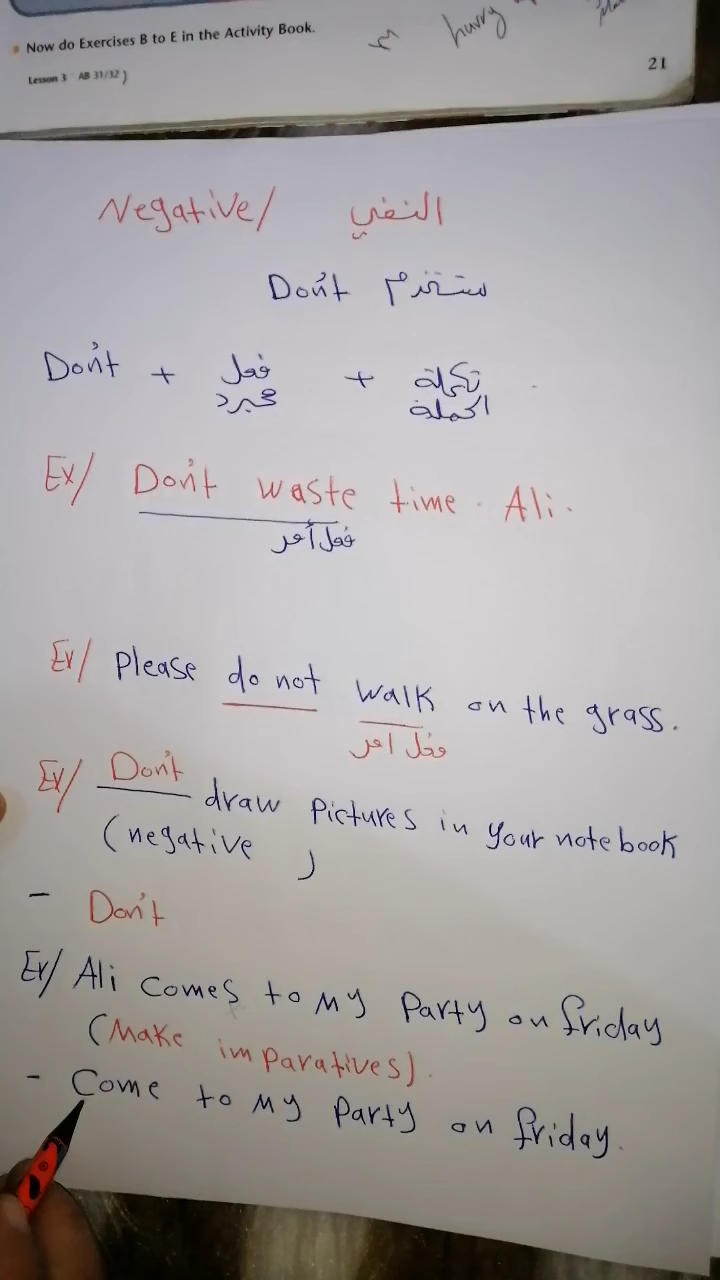 Now do Exercises B to E in the Activity Book.
hurry
Lesson 3 AB 31/32
21
Negative/ النفي
Don't ستخدم
Don't + فعل مجرد + تكملة الجملة
Ex/ Don't waste time. Ali.
فعل أمر
Ex/ Please do not walk on the grass.
فعل امر
Ex/ Don't draw pictures in your notebook
(negative )
- Don't
Ex/ Ali comes to my Party on friday
(Make imparatives).
- Come to my Party on friday.